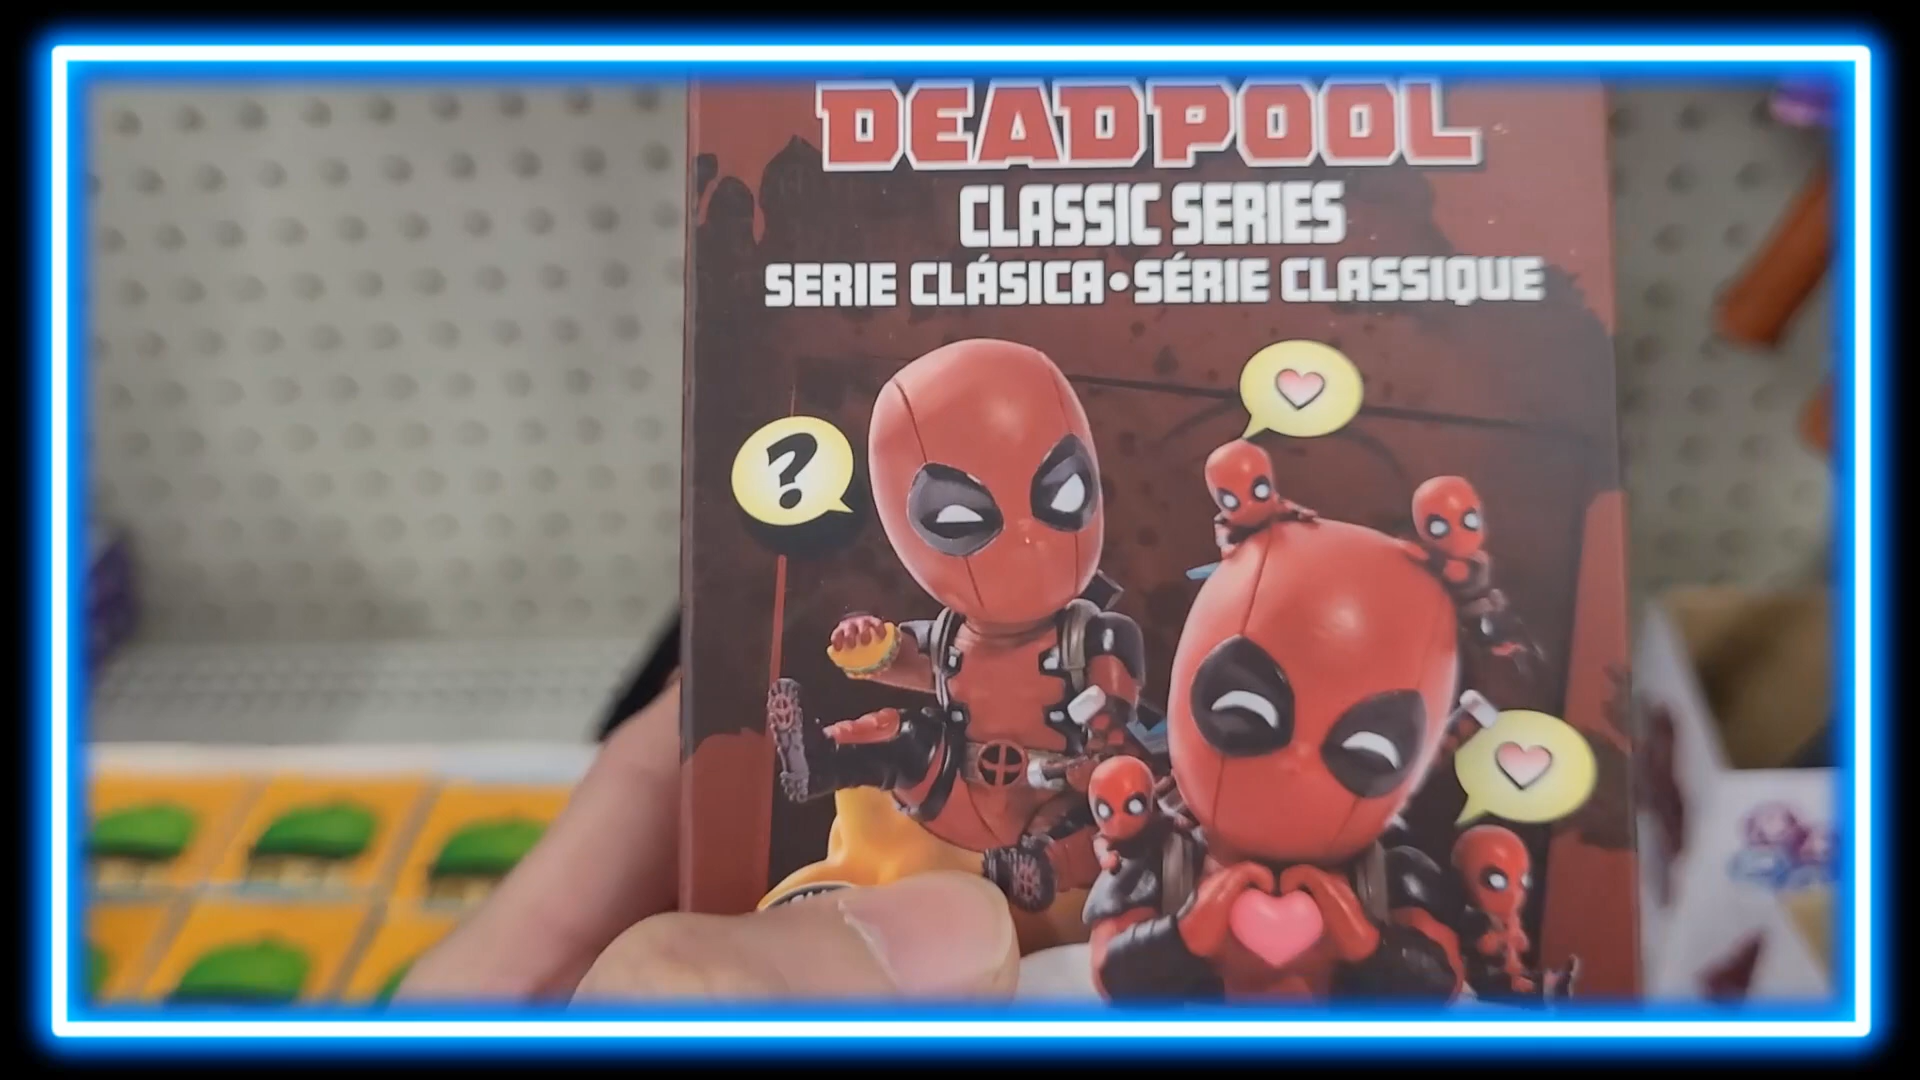 DEADPOOL
CLASSIC SERIES
SERIE CLÁSICA • SÉRIE CLASSIQUE
?